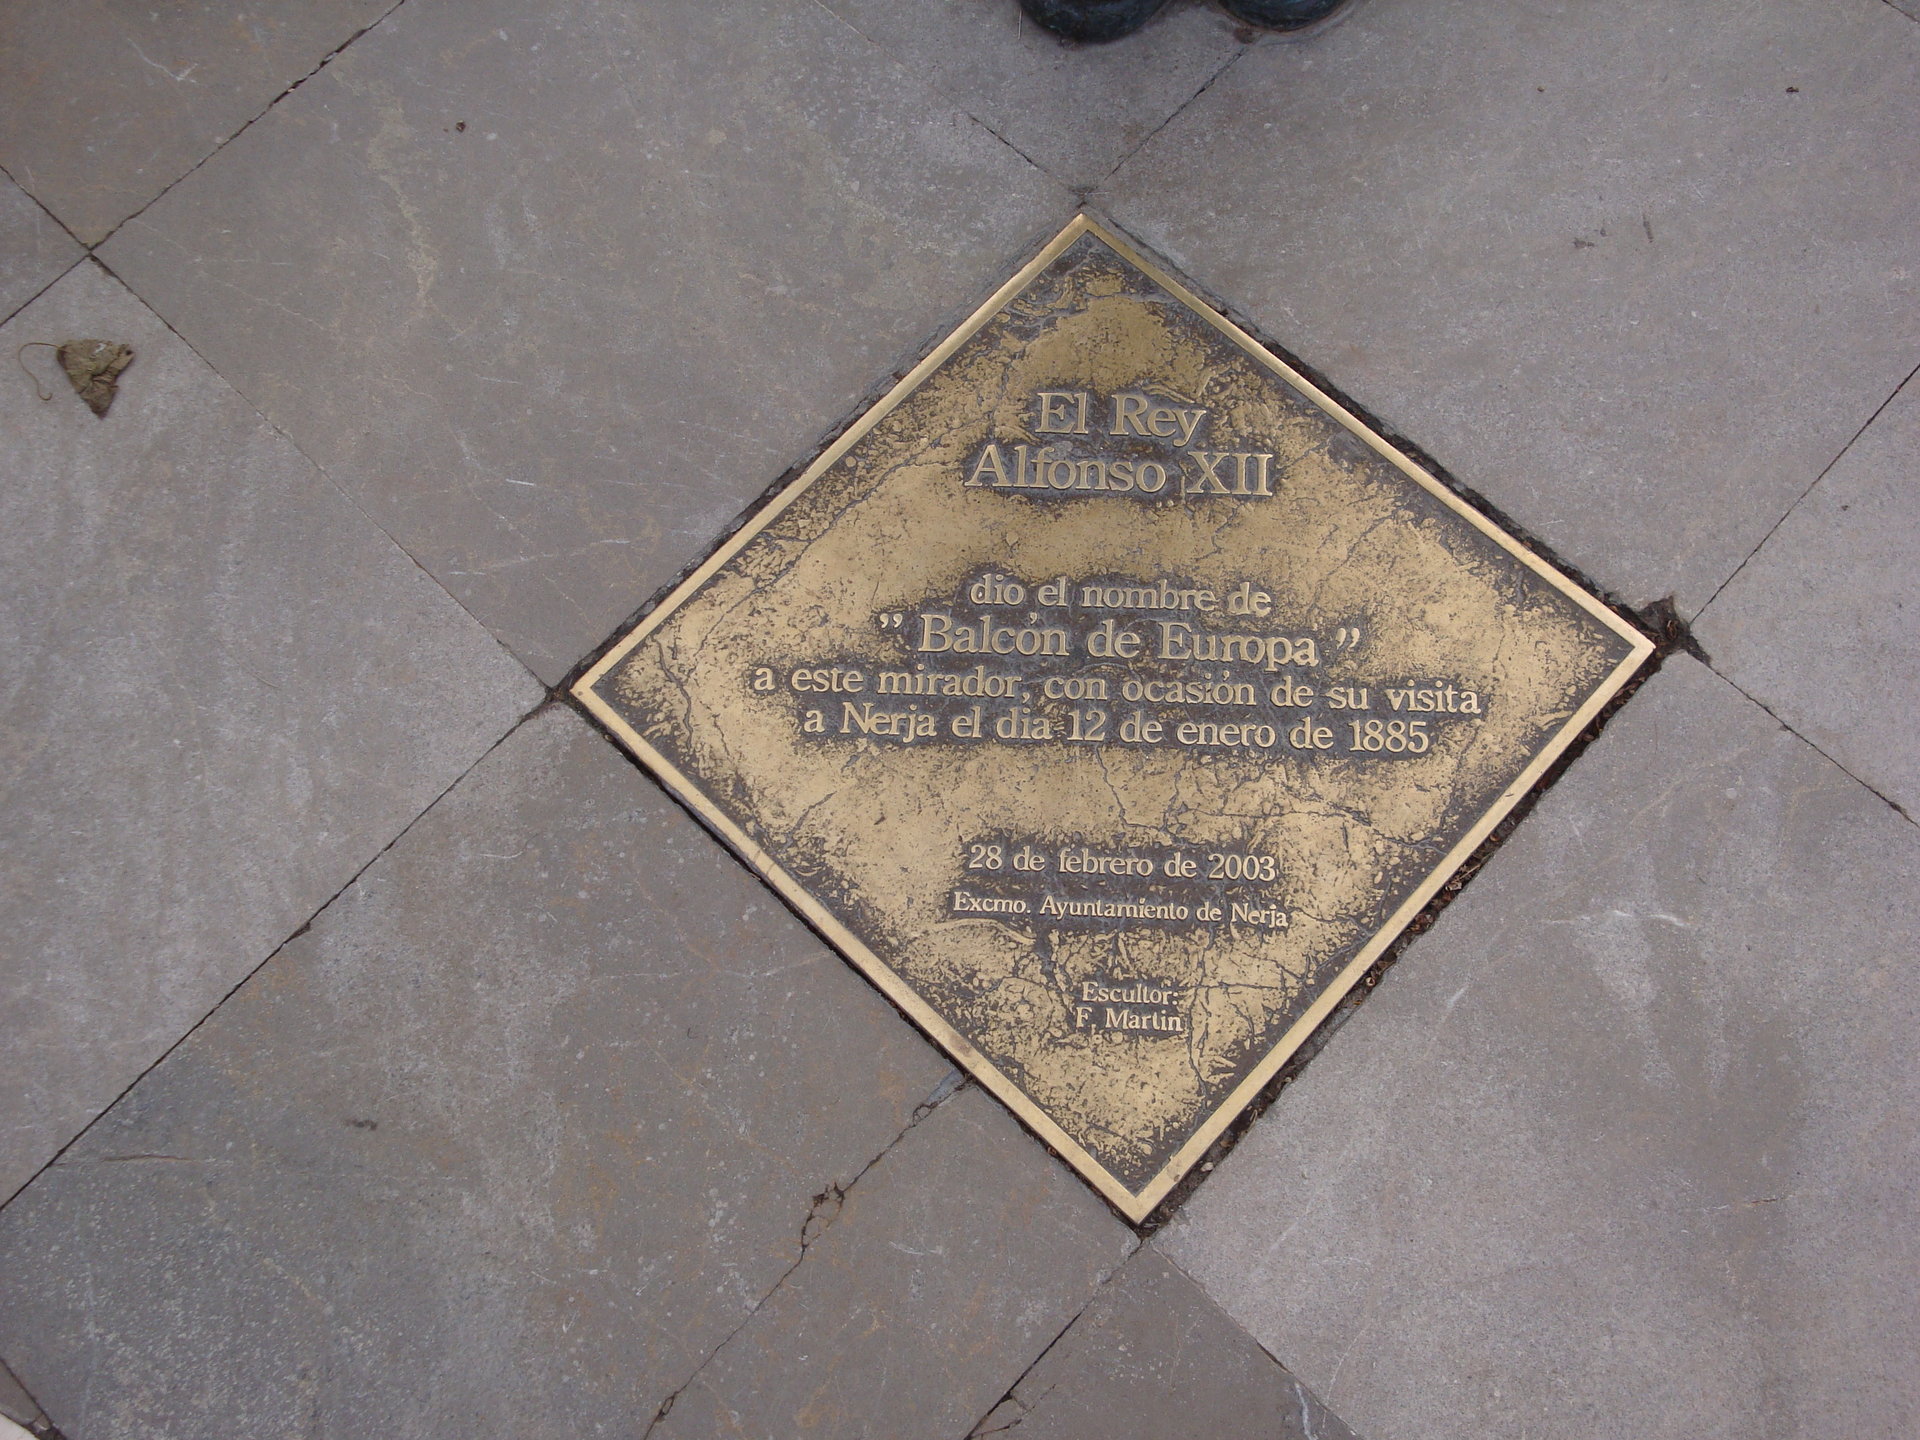 El Rey
Alfonso XII
dio el nombre de
" Balcón de Europa "
a este mirador, con ocasión de su visita
a Nerja el dia 12 de enero de 1885
28 de febrero de 2003
Excmo. Ayuntamiento de Nerja
Escultor:
F. Martin